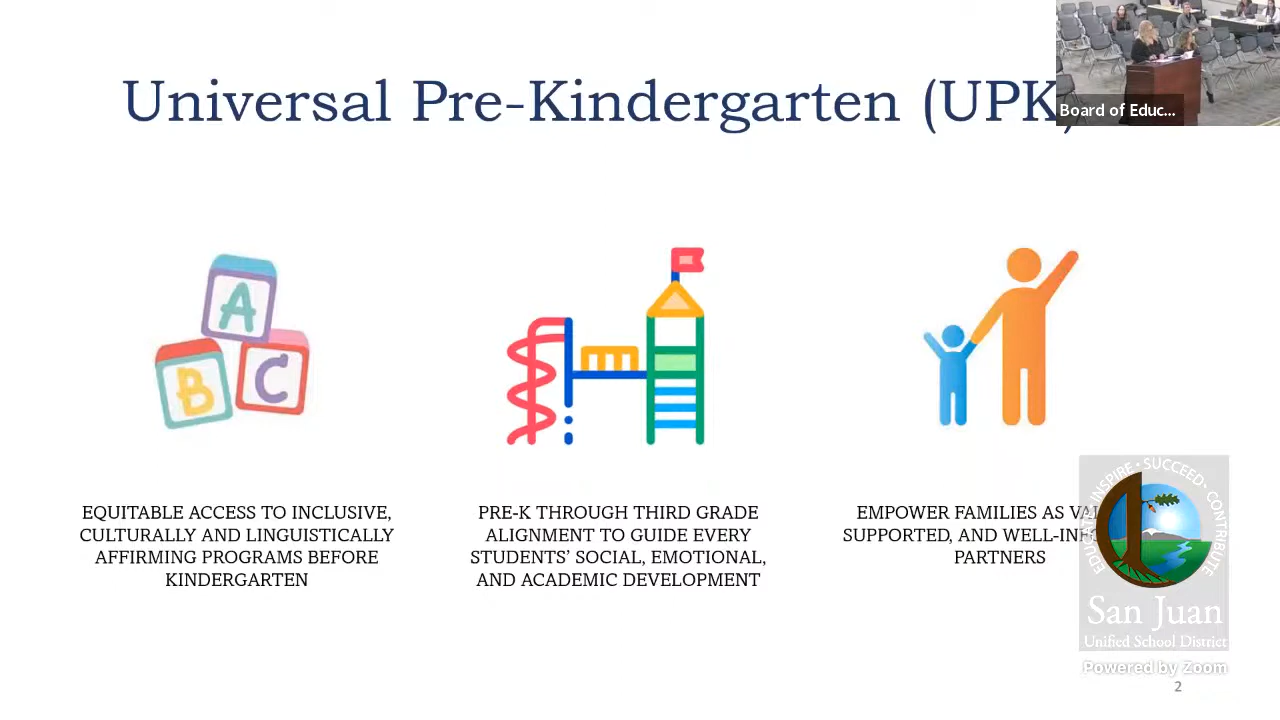 Universal Pre-Kindergarten (UPK)
Board of Educ...
A
B
C
EQUITABLE ACCESS TO INCLUSIVE,
CULTURALLY AND LINGUISTICALLY
AFFIRMING PROGRAMS BEFORE
KINDERGARTEN
PRE-K THROUGH THIRD GRADE
ALIGNMENT TO GUIDE EVERY
STUDENTS’ SOCIAL, EMOTIONAL,
AND ACADEMIC DEVELOPMENT
EMPOWER FAMILIES AS
SUPPORTED, AND
PARTNERS
INSPIRE • SUCCEED • CONTRIBUTE
San Juan
Unified School District
Powered by Zoom
2